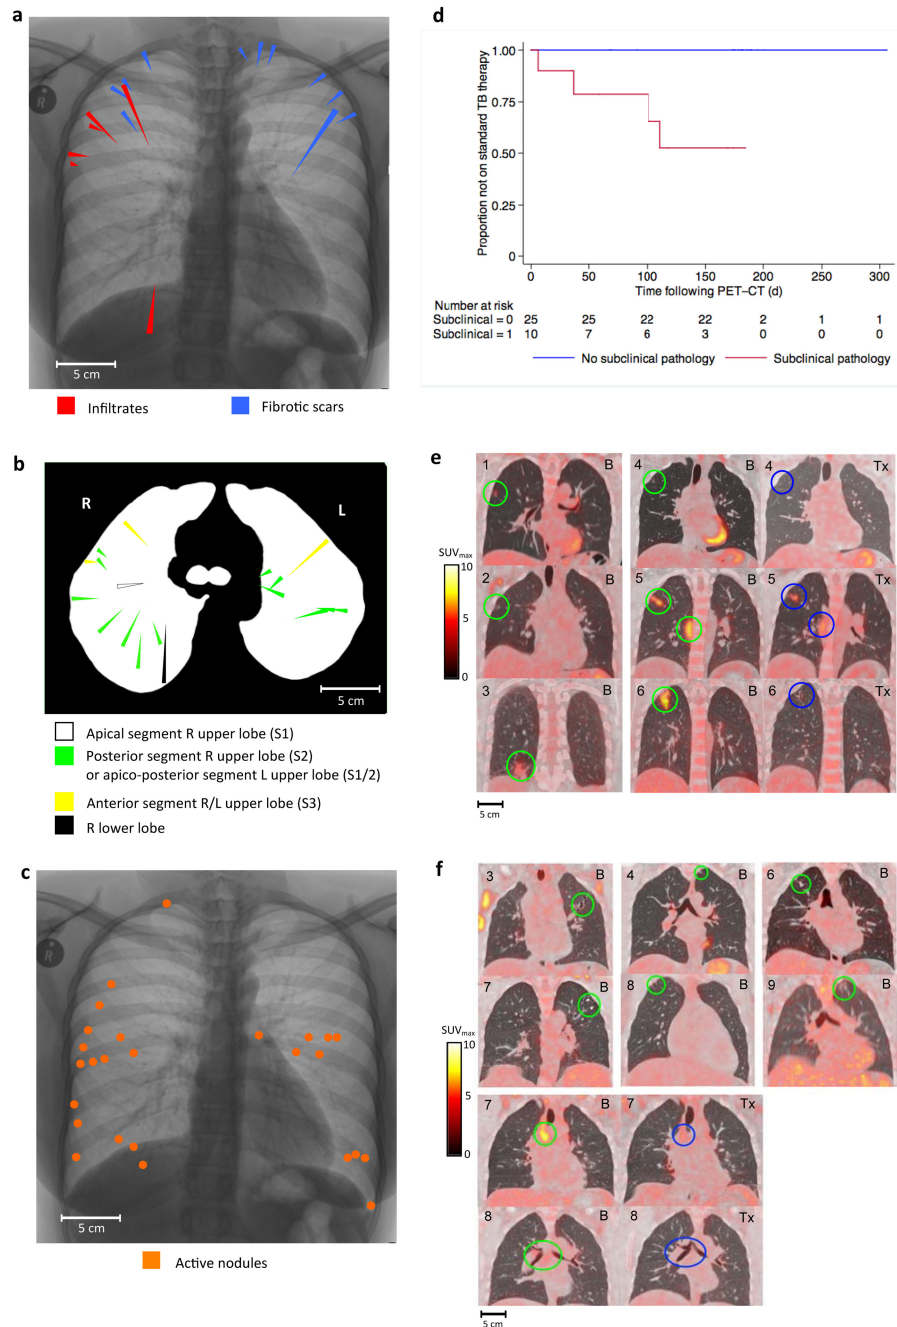 a
R
5 cm
Infiltrates
Fibrotic scars
b
R
L
5 cm
Apical segment R upper lobe (S1)
Posterior segment R upper lobe (S2)
or apico-posterior segment L upper lobe (S1/2)
Anterior segment R/L upper lobe (S3)
R lower lobe
c
R
5 cm
Active nodules
d
Proportion not on standard TB therapy
1.00
0.75
0.50
0.25
0
0 50 100 150 200 250 300
Time following PET–CT (d)
Number at risk
Subclinical = 0 25 25 22 22 2 1 1
Subclinical = 1 10 7 6 3 0 0 0
No subclinical pathology
Subclinical pathology
e
SUVmax
10
5
0
1 B
4 B
4 Tx
2 B
5 B
5 Tx
3 B
6 B
6 Tx
5 cm
f
SUVmax
10
5
0
3 B
4 B
6 B
7 B
8 B
9 B
7 B
7 Tx
8 B
8 Tx
5 cm